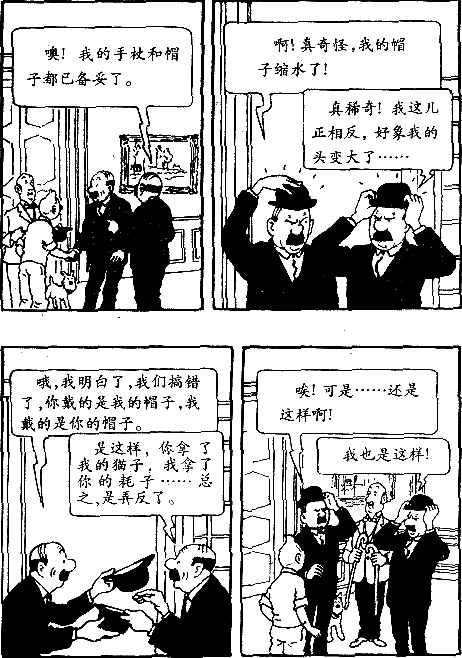 噢！我的手杖和帽
子都已备妥了。
啊！真奇怪，我的帽
子缩水了！
真稀奇！我这儿
正相反，好象我的
头变大了……
哦，我明白了，我们搞错
了，你戴的是我的帽子，我
戴的是你的帽子。
是这样，你拿了
我的猫子，我拿了
你的耗子……总
之，是弄反了。
唉！可是……还是
这样啊！
我也是这样！